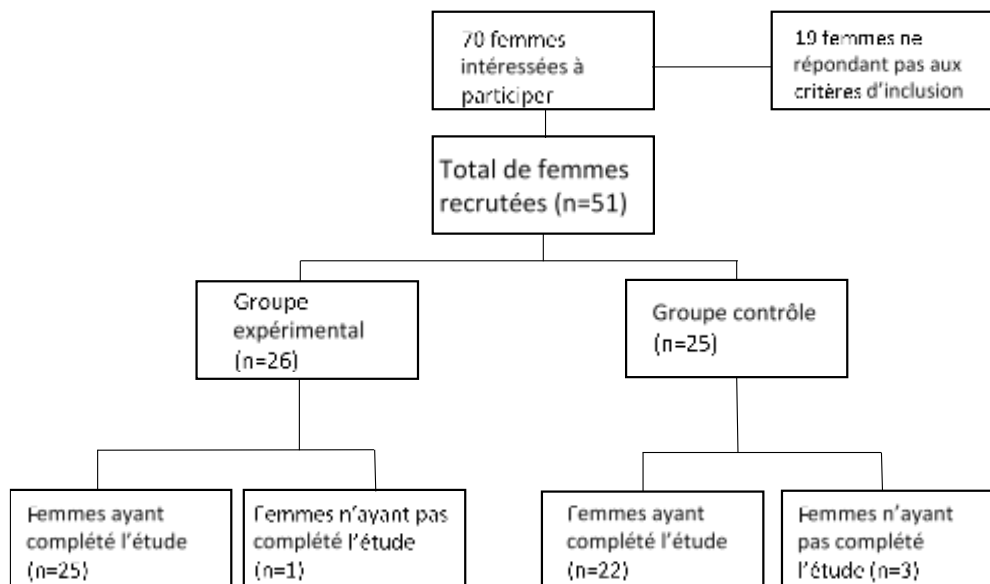 70 femmes
intéressées à
participer
19 femmes ne
répondant pas aux
critères d'inclusion
Total de femmes
recrutées (n=51)
Groupe
expérimental
(n=26)
Groupe contrôle
(n=25)
Femmes ayant
complété l'étude
(n=25)
Femmes n'ayant pas
complété l'étude
(n=1)
Femmes ayant
complété l'étude
(n=22)
Femmes n'ayant
pas complété
l'étude (n=3)